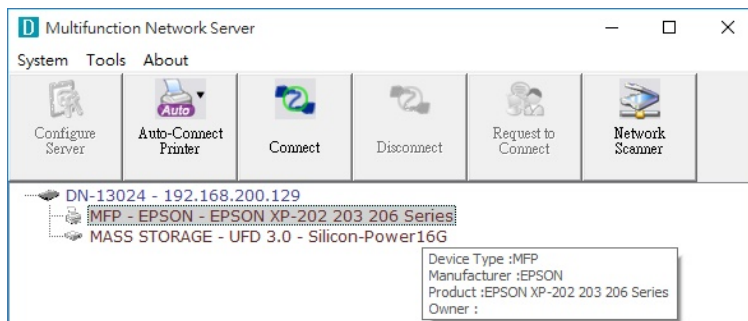 D Multifunction Network Server
System Tools About
Configure Server
Auto
Auto-Connect Printer
Connect
Disconnect
Request to Connect
Network Scanner
DN-13024 - 192.168.200.129
MFP - EPSON - EPSON XP-202 203 206 Series
MASS STORAGE - UFD 3.0 - Silicon-Power16G
Device Type :MFP
Manufacturer :EPSON
Product :EPSON XP-202 203 206 Series
Owner :